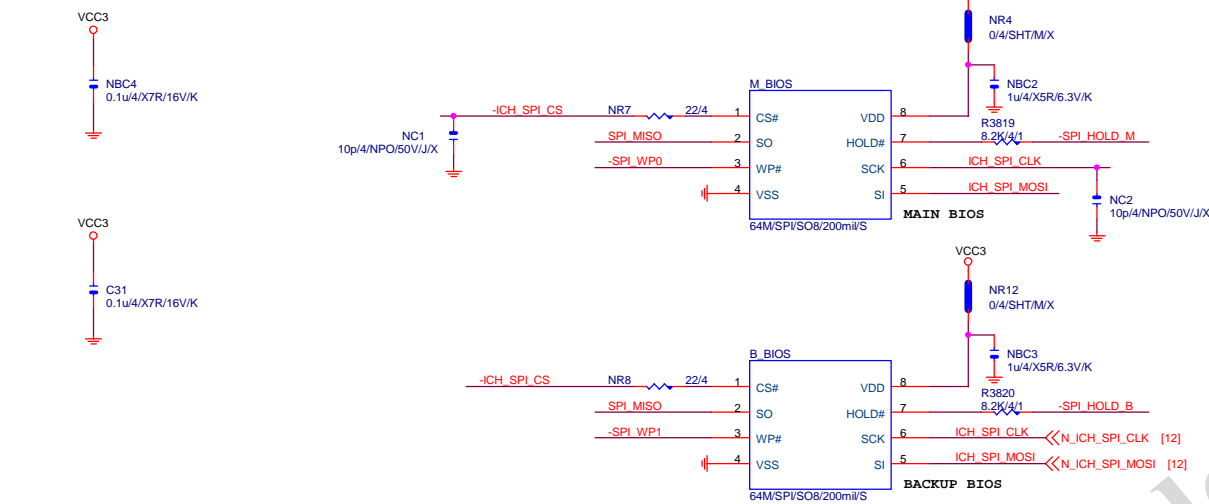 VCC3
NBC4
0.1u/4/X7R/16V/K
VCC3
C31
0.1u/4/X7R/16V/K
NR4
0/4/SHT/M/X
NBC2
1u/4/X5R/6.3V/K
M_BIOS
-ICH_SPI_CS NR7 22/4 1 CS# VDD 8
NC1
10p/4/NPO/50V/J/X
R3819
8.2K/4/1
SPI_MISO 2 SO HOLD# 7 -SPI_HOLD_M
-SPI_WP0 3 WP# SCK 6 ICH_SPI_CLK
4 VSS SI 5 ICH_SPI_MOSI
NC2
10p/4/NPO/50V/J/X
MAIN BIOS
64M/SPI/SO8/200mil/S
VCC3
NR12
0/4/SHT/M/X
NBC3
1u/4/X5R/6.3V/K
B_BIOS
-ICH_SPI_CS NR8 22/4 1 CS# VDD 8
R3820
8.2K/4/1
SPI_MISO 2 SO HOLD# 7 -SPI_HOLD_B
-SPI_WP1 3 WP# SCK 6 ICH_SPI_CLK N_ICH_SPI_CLK [12]
4 VSS SI 5 ICH_SPI_MOSI N_ICH_SPI_MOSI [12]
BACKUP BIOS
64M/SPI/SO8/200mil/S